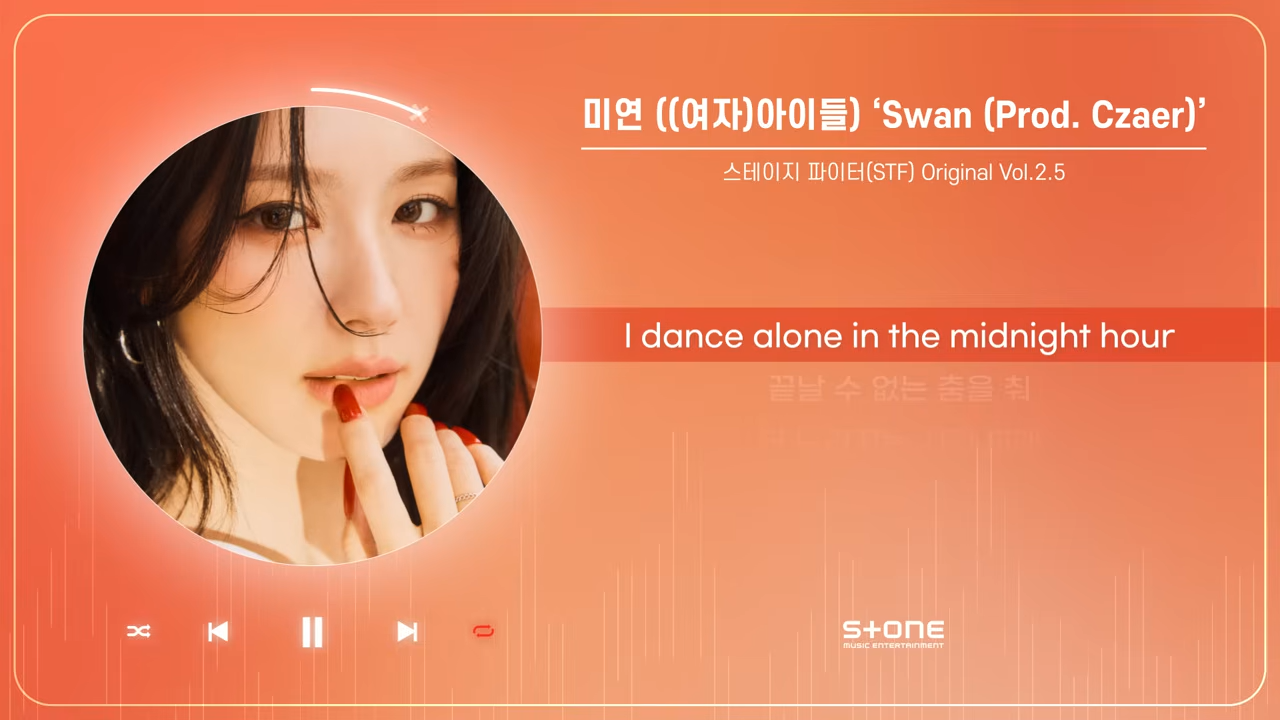 미연 ((여자)아이들) ‘Swan (Prod. Czaer)’
스테이지 파이터(STF) Original Vol.2.5
I dance alone in the midnight hour
끝날 수 없는 춤을 춰
S+ONE
MUSIC ENTERTAINMENT